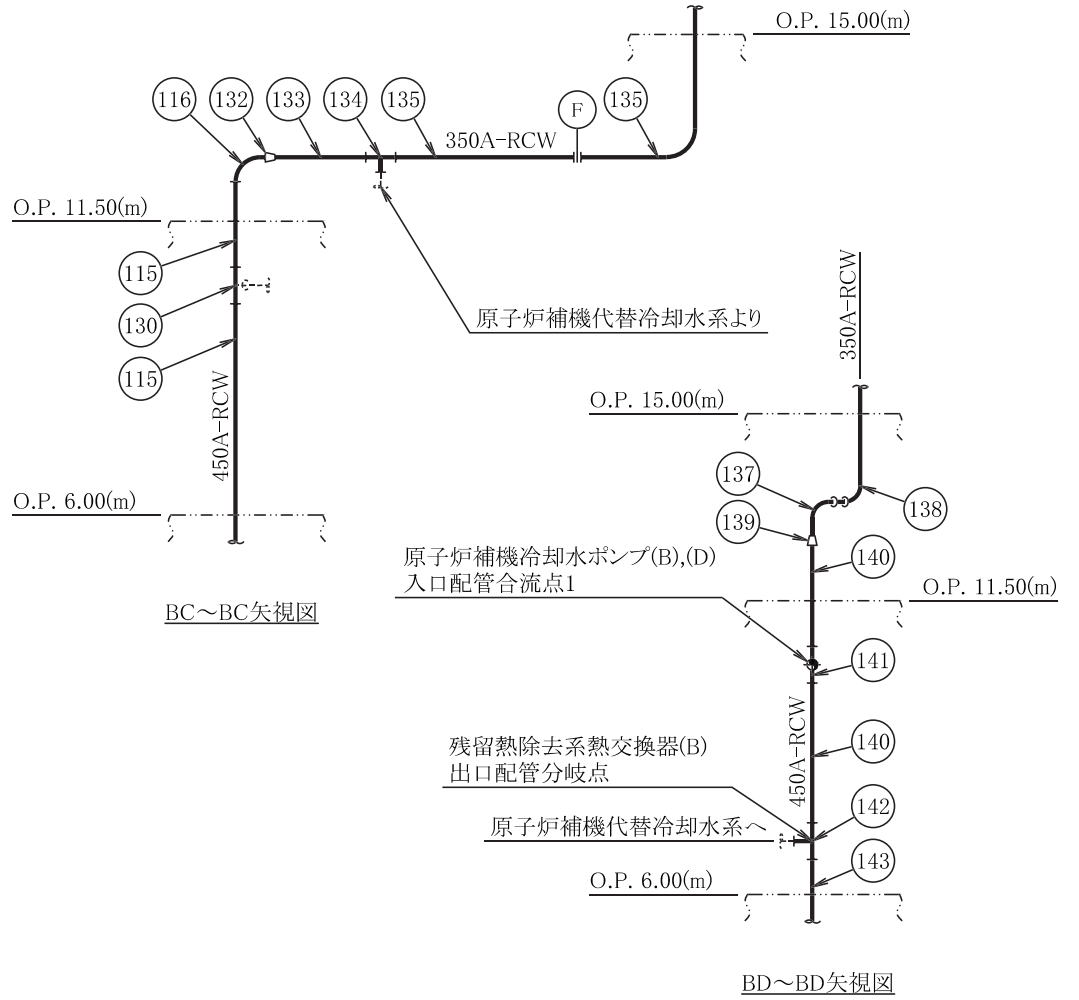 O.P. 15.00(m)
116
132
133
134
135
F
135
350A-RCW
O.P. 11.50(m)
115
130
115
原子炉補機代替冷却水系より
450A-RCW
O.P. 6.00(m)
BC～BC矢視図
350A-RCW
O.P. 15.00(m)
137
138
139
原子炉補機冷却水ポンプ(B),(D)
入口配管合流点1
140
O.P. 11.50(m)
141
450A-RCW
140
残留熱除去系熱交換器(B)
出口配管分岐点
142
原子炉補機代替冷却水系へ
143
O.P. 6.00(m)
BD～BD矢視図